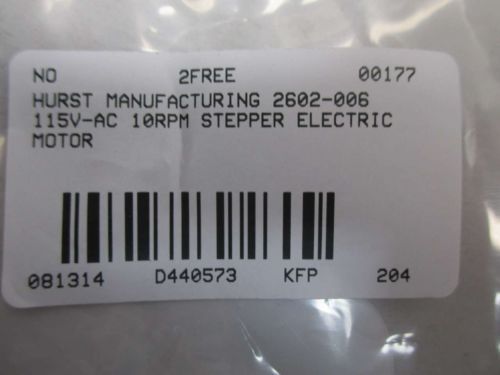 NO 2FREE 00177
HURST MANUFACTURING 2602-006
115V-AC 10RPM STEPPER ELECTRIC
MOTOR
081314 D440573 KFP 204